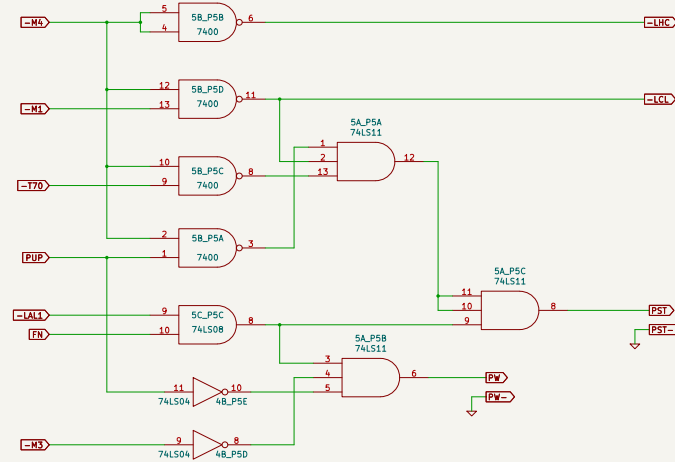 5
5B_P5B
-M4
6
-LHC
4
7400
12
5B_P5D
11
-LCL
-M1
13
7400
5A_P5A
74LS11
1
10
5B_P5C
2
12
8
13
-T70
9
7400
2
5B_P5A
3
PUP
1
7400
5A_P5C
74LS11
11
-LAL1
9
5C_P5C
10
8
PST
8
FN
10
74LS08
9
PST-
5A_P5B
74LS11
3
4
6
PW
11
10
5
PW-
74LS04
4B_P5E
-M3
9
8
74LS04
4B_P5D